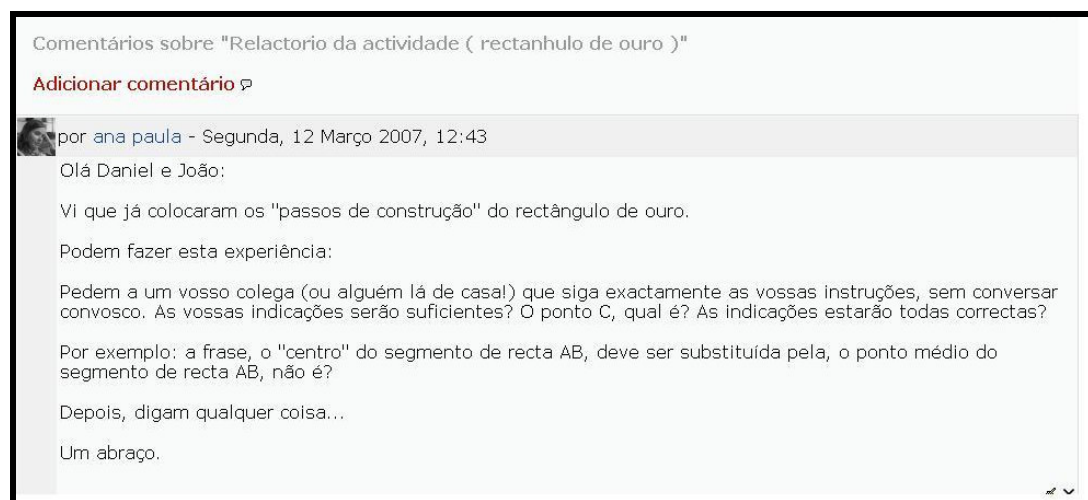 Comentários sobre "Relactorio da actividade ( rectanhulo de ouro )"
Adicionar comentário
por ana paula - Segunda, 12 Março 2007, 12:43
Olá Daniel e João:
Vi que já colocaram os "passos de construção" do rectângulo de ouro.
Podem fazer esta experiência:
Pedem a um vosso colega (ou alguém lá de casa!) que siga exactamente as vossas instruções, sem conversar
convosco. As vossas indicações serão suficientes? O ponto C, qual é? As indicações estarão todas correctas?
Por exemplo: a frase, o "centro" do segmento de recta AB, deve ser substituída pela, o ponto médio do
segmento de recta AB, não é?
Depois, digam qualquer coisa...
Um abraço.